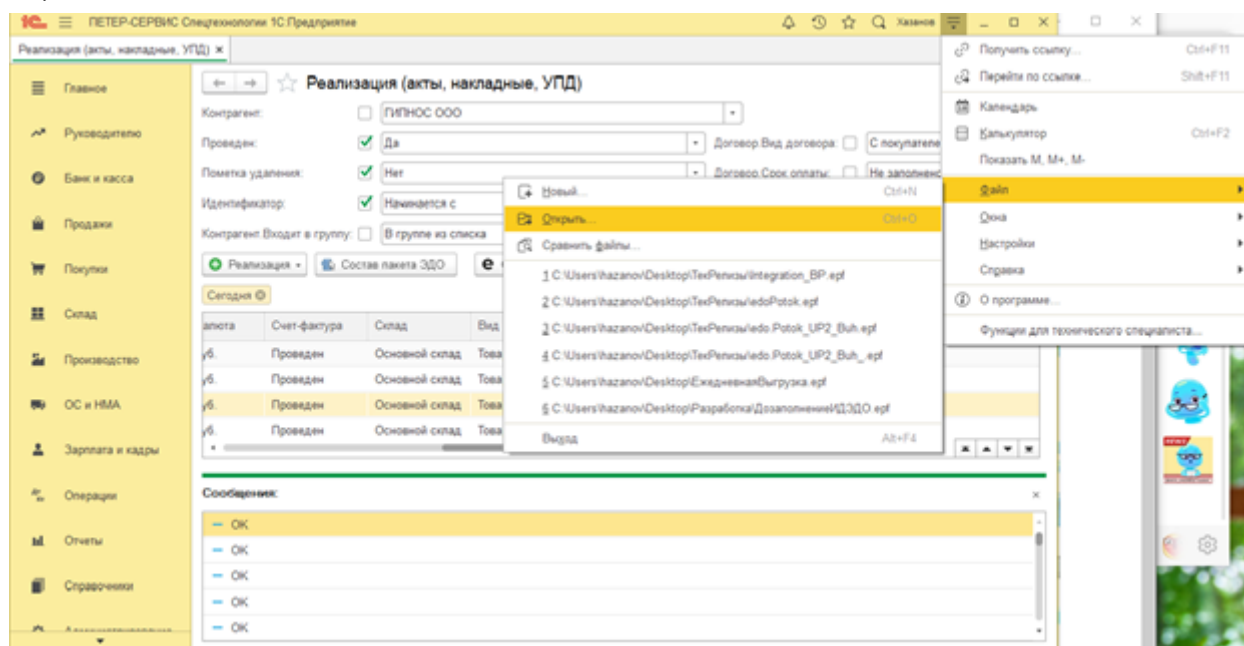 1С ПЕТЕР-СЕРВИС Спецтехнологии 1С Предприятие Хазанов
Реализация (акты, накладные, УПД) ×
Главное
Руководителю
Банк и касса
Продажи
Покупки
Склад
Производство
ОС и НМА
Зарплата и кадры
Операции
Отчеты
Справочники
Реализация (акты, накладные, УПД)
Контрагент: ГИПНОС ООО
Проведен: Да Договор.Вид договора: С покупателе
Пометка удаления: Нет Договор.Срок оплаты: Не заполнено
Идентификатор: Начинается с
Контрагент.Входит в группу: В группе из списка
Реализация Состав пакета ЭДО
Сегодня
алюта Счет-фактура Склад Вид
уб. Проведен Основной склад Това
уб. Проведен Основной склад Това
уб. Проведен Основной склад Това
уб. Проведен Основной склад Това
Сообщения: ×
— OK
— OK
— OK
— OK
— OK
Новый... Ctrl+N
Открыть... Ctrl+O
Сравнить файлы...
1 C:\Users\hazanov\Desktop\ТехРелизы\Integration_BP.epf
2 C:\Users\hazanov\Desktop\ТехРелизы\edoPotok.epf
3 C:\Users\hazanov\Desktop\ТехРелизы\edo.Potok_UP2_Buh.epf
4 C:\Users\hazanov\Desktop\ТехРелизы\edo.Potok_UP2_Buh_.epf
5 C:\Users\hazanov\Desktop\ЕжедневнаяВыгрузка.epf
6 C:\Users\hazanov\Desktop\Разработка\ДозаполнениеИДЭДО.epf
Выход Alt+F4
Получить ссылку... Ctrl+F11
Перейти по ссылке... Shift+F11
Календарь
Калькулятор Ctrl+F2
Показать M, M+, M-
Файл
Окна
Настройки
Справка
О программе...
Функции для технического специалиста...